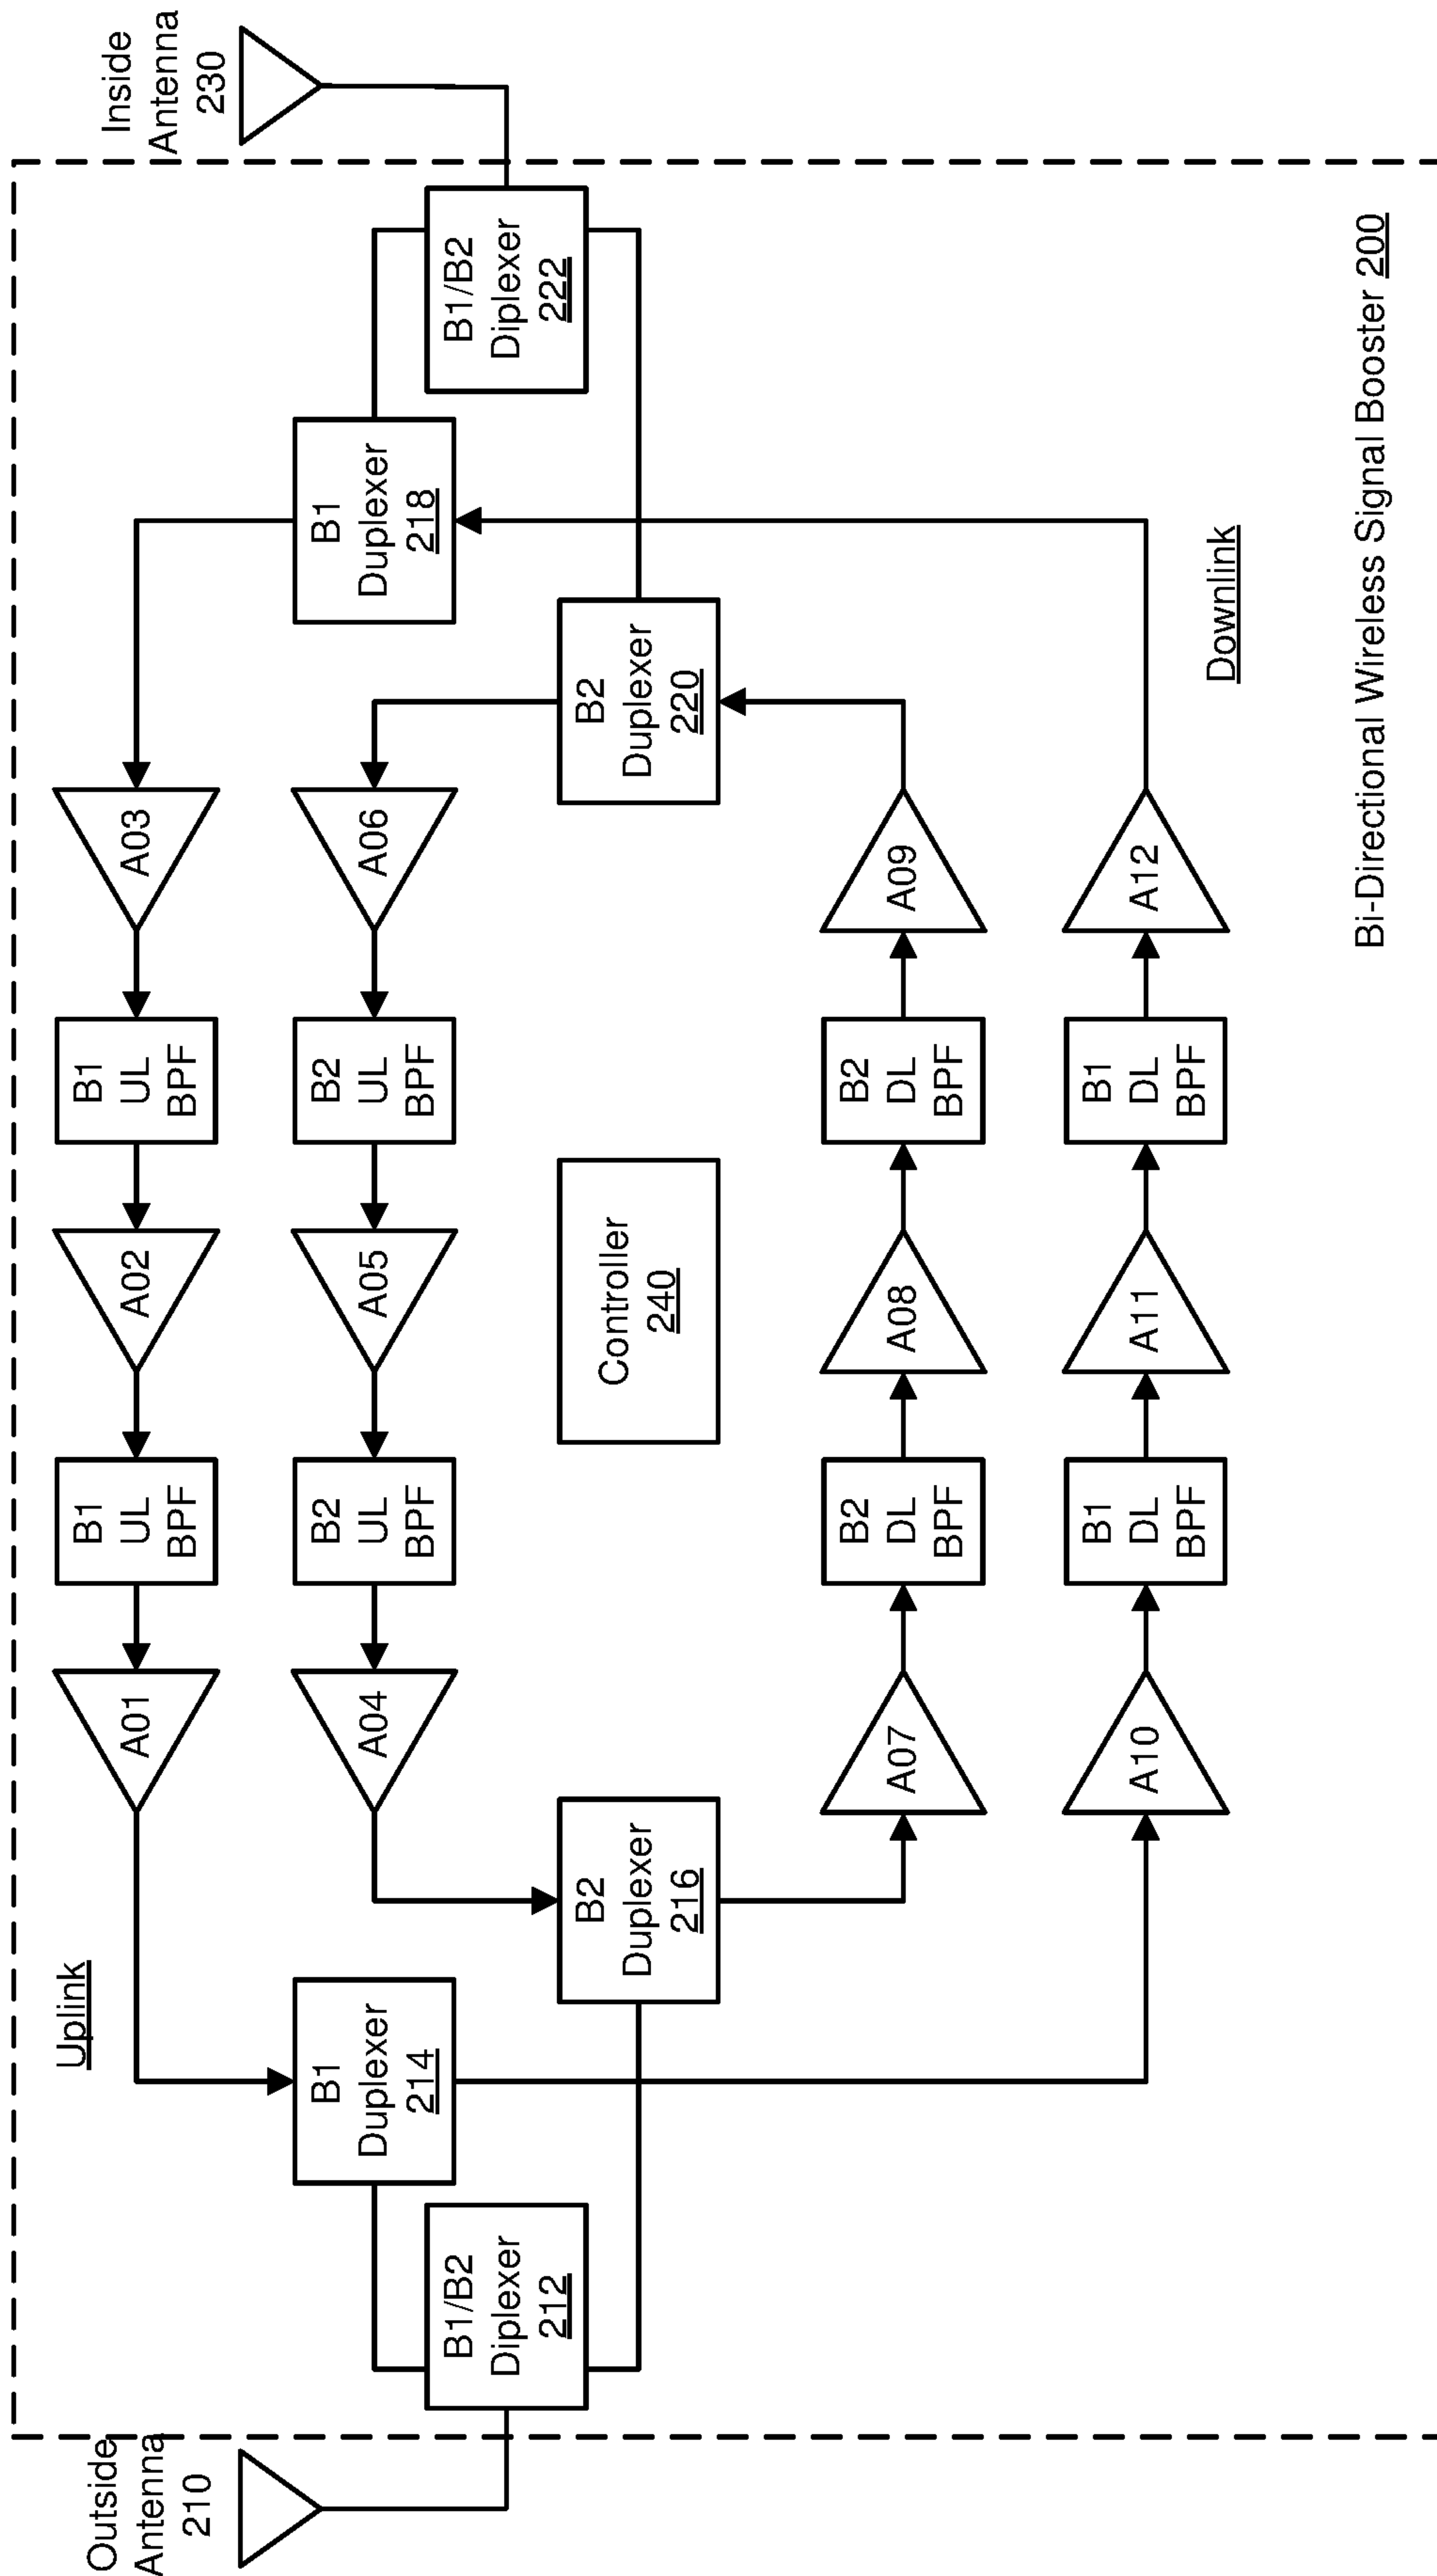 Outside
Antenna
210
Inside
Antenna
230
Uplink
A01
B1
UL
BPF
A02
B1
UL
BPF
A03
B1
Duplexer
214
A04
B2
UL
BPF
A05
B2
UL
BPF
A06
B1
Duplexer
218
B1/B2
Diplexer
212
B1/B2
Diplexer
222
B2
Duplexer
216
Controller
240
B2
Duplexer
220
A07
B2
DL
BPF
A08
B2
DL
BPF
A09
A10
B1
DL
BPF
A11
B1
DL
BPF
A12
Downlink
Bi-Directional Wireless Signal Booster 200